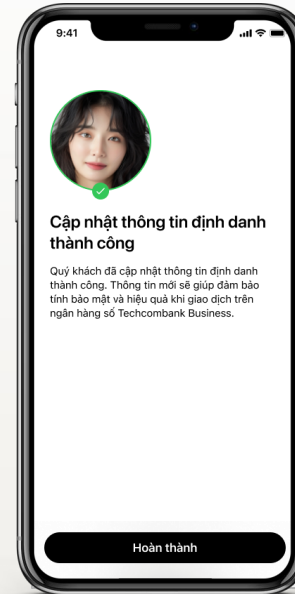 9:41
Cập nhật thông tin định danh
thành công
Quý khách đã cập nhật thông tin định danh
thành công. Thông tin mới sẽ giúp đảm bảo
tính bảo mật và hiệu quả khi giao dịch trên
ngân hàng số Techcombank Business.
Hoàn thành